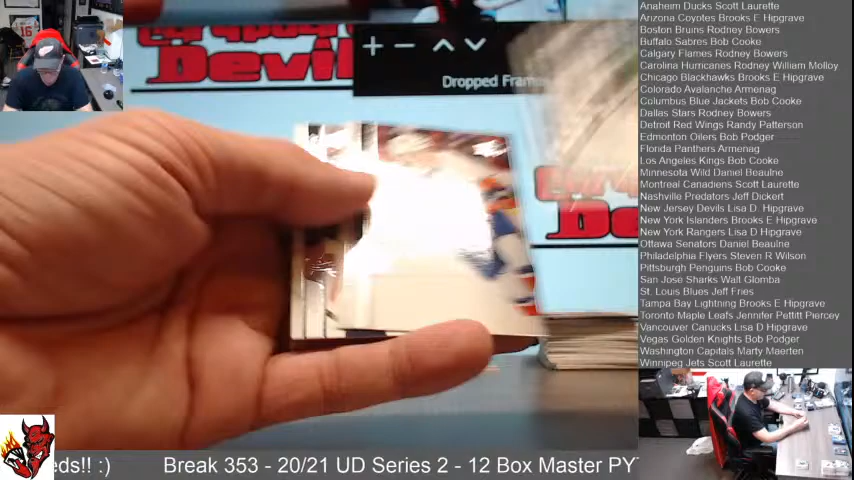 Anaheim Ducks Scott Laurette
Arizona Coyotes Brooks E Hipgrave
Boston Bruins Rodney Bowers
Buffalo Sabres Bob Cooke
Calgary Flames Rodney Bowers
Carolina Hurricanes Rodney William Molloy
Chicago Blackhawks Brooks E Hipgrave
Colorado Avalanche Armenag
Columbus Blue Jackets Bob Cooke
Dallas Stars Rodney Bowers
Detroit Red Wings Randy Patterson
Edmonton Oilers Bob Podger
Florida Panthers Armenag
Los Angeles Kings Bob Cooke
Minnesota Wild Daniel Beaulne
Montreal Canadiens Scott Laurette
Nashville Predators Jeff Dickert
New Jersey Devils Lisa D. Hipgrave
New York Islanders Brooks E Hipgrave
New York Rangers Lisa D Hipgrave
Ottawa Senators Daniel Beaulne
Philadelphia Flyers Steven R Wilson
Pittsburgh Penguins Bob Cooke
San Jose Sharks Walt Glomba
St. Louis Blues Jeff Fries
Tampa Bay Lightning Brooks E Hipgrave
Toronto Maple Leafs Jennifer Pettitt Piercey
Vancouver Canucks Lisa D Hipgrave
Vegas Golden Knights Bob Podger
Washington Capitals Marty Maerten
Winnipeg Jets Scott Laurette
Dropped Fram
Devil
De
eds!! :) Break 353 - 20/21 UD Series 2 - 12 Box Master PY